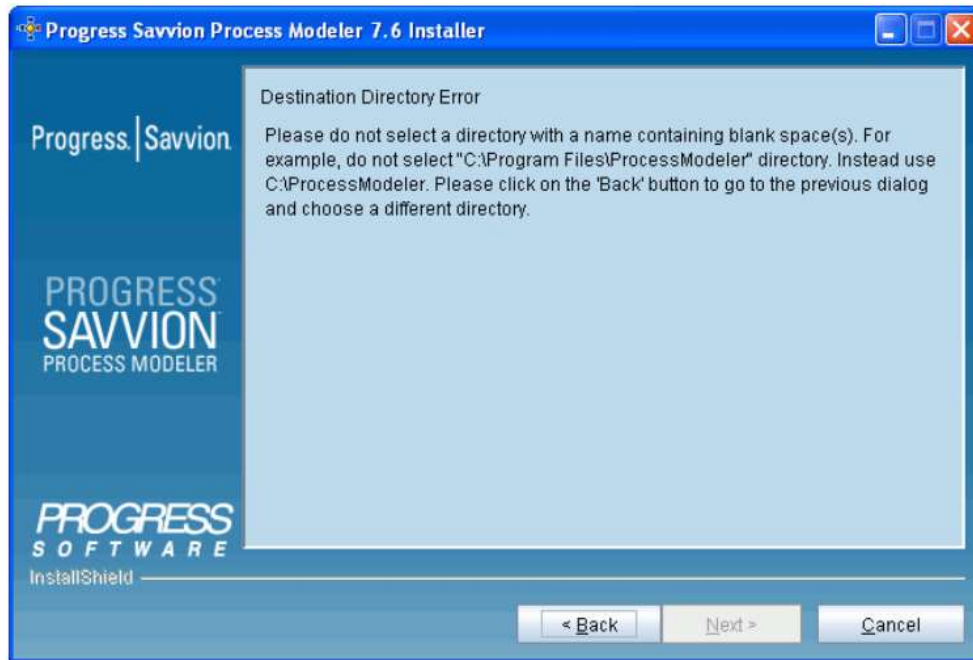 Progress Savvion Process Modeler 7.6 Installer
Progress | Savvion
Destination Directory Error
Please do not select a directory with a name containing blank space(s). For
example, do not select "C:\Program Files\ProcessModeler" directory. Instead use
C:\ProcessModeler. Please click on the 'Back' button to go to the previous dialog
and choose a different directory.
PROGRESS
SAVVION
PROCESS MODELER
PROGRESS
SOFTWARE
InstallShield
< Back
Next >
Cancel